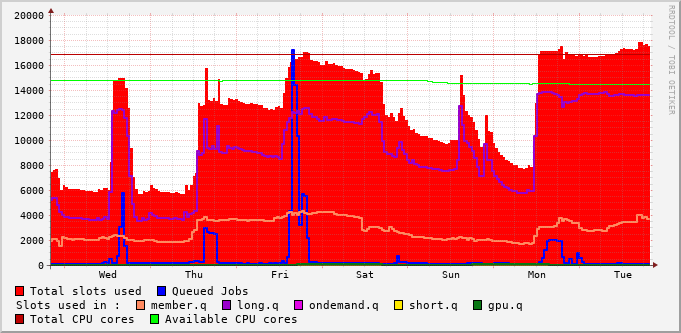 RRDTOOL / TOBI OETIKER
20000
18000
16000
14000
12000
10000
8000
6000
4000
2000
0
Wed Thu Fri Sat Sun Mon Tue
Total slots used Queued Jobs
Slots used in : member.q long.q ondemand.q short.q gpu.q
Total CPU cores Available CPU cores